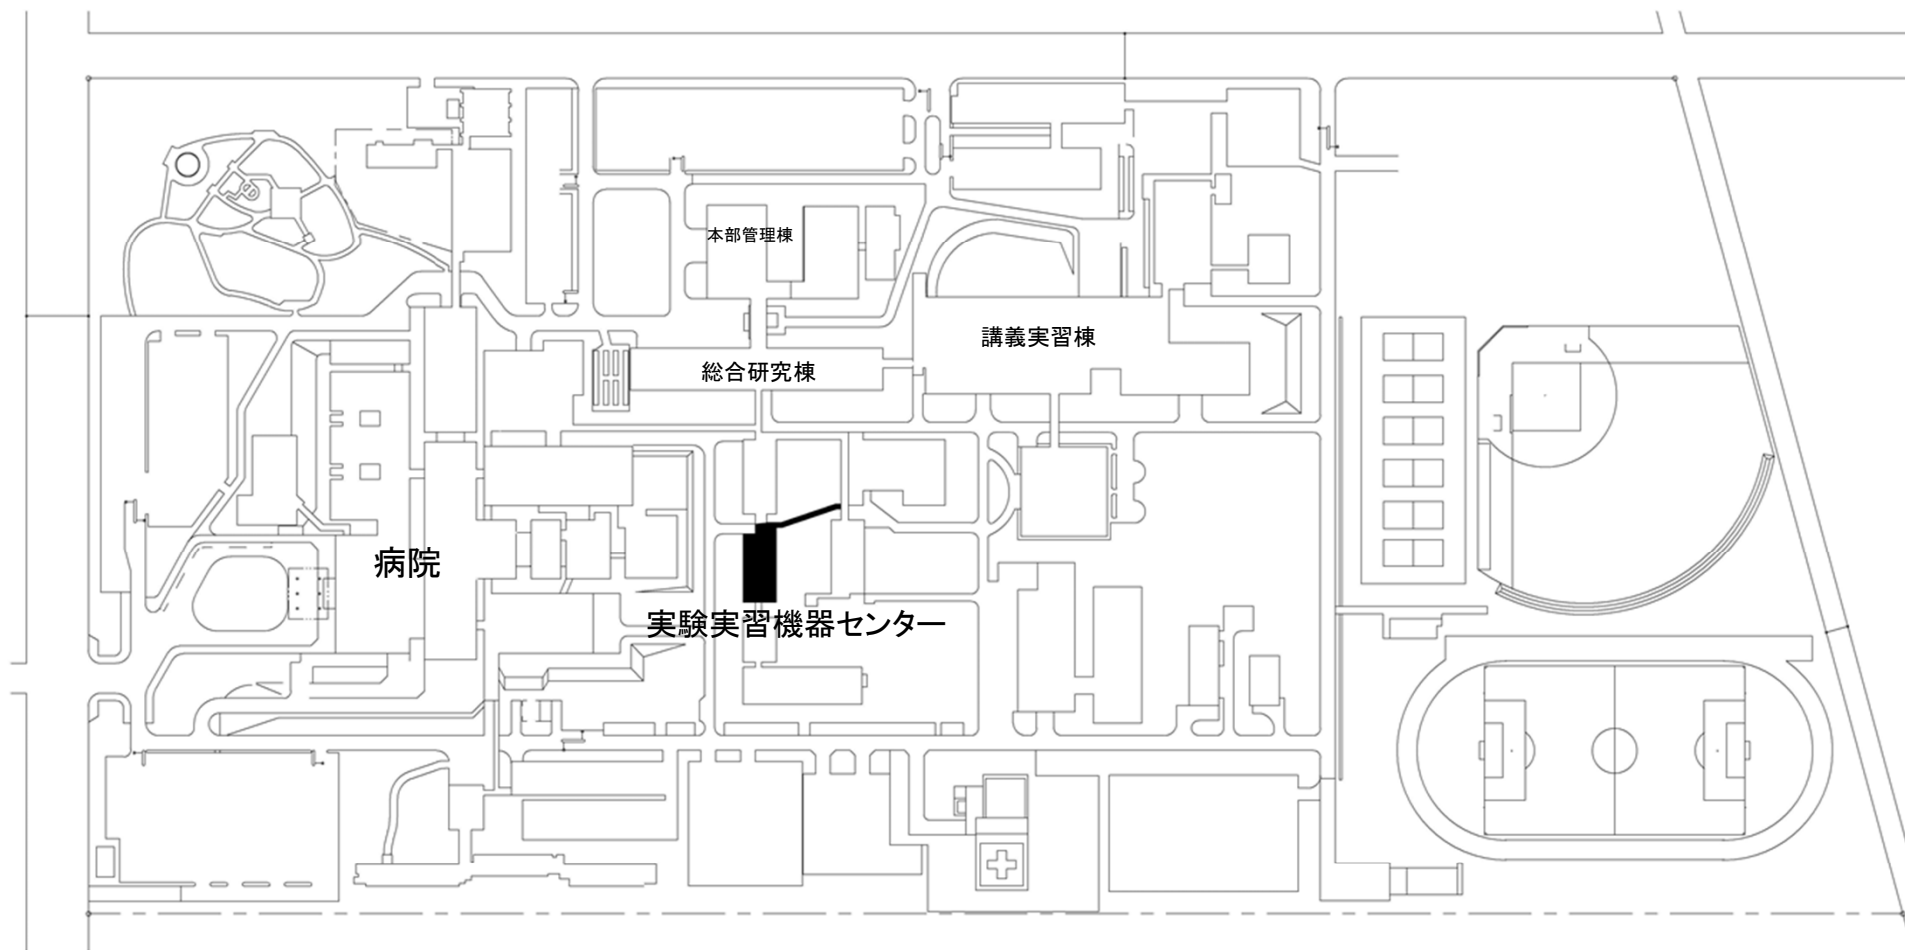 本部管理棟
講義実習棟
総合研究棟
病院
実験実習機器センター